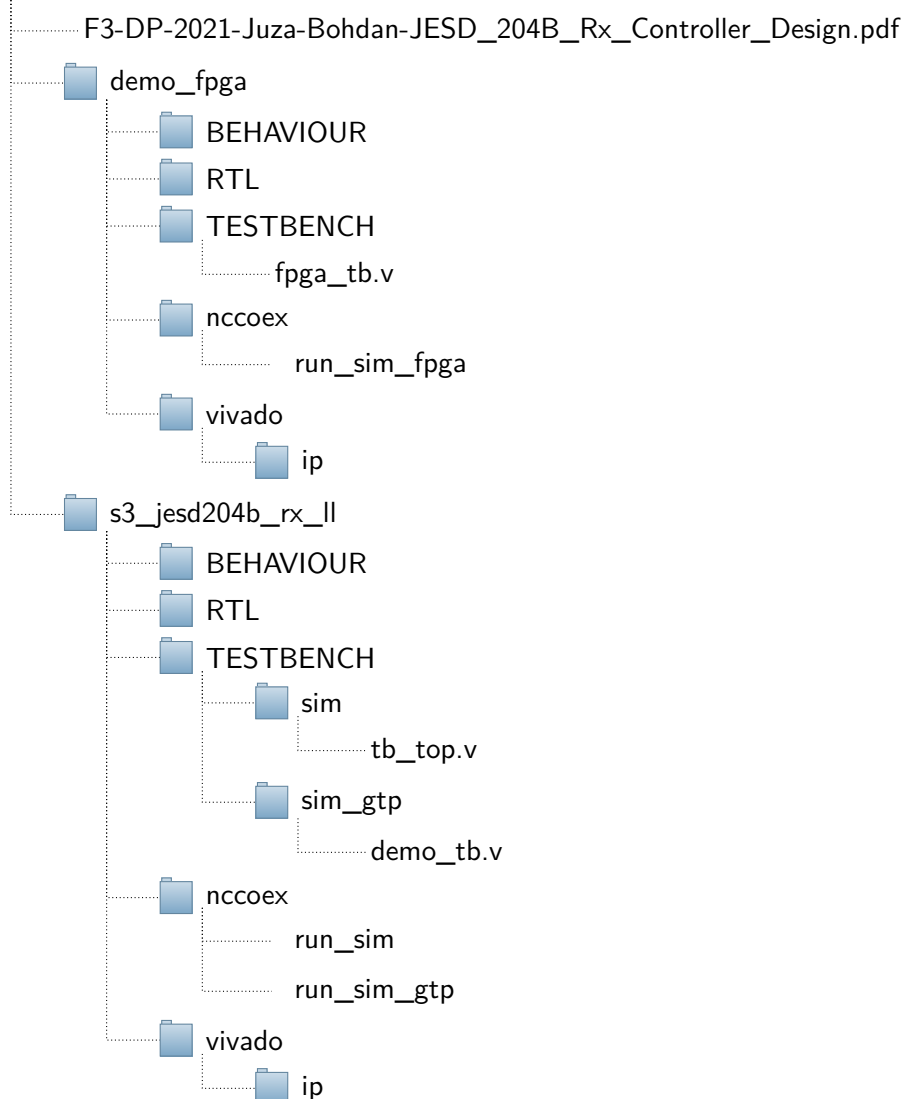 F3-DP-2021-Juza-Bohdan-JESD_204B_Rx_Controller_Design.pdf
demo_fpga
BEHAVIOUR
RTL
TESTBENCH
fpga_tb.v
nccoex
run_sim_fpga
vivado
ip
s3_jesd204b_rx_ll
BEHAVIOUR
RTL
TESTBENCH
sim
tb_top.v
sim_gtp
demo_tb.v
nccoex
run_sim
run_sim_gtp
vivado
ip